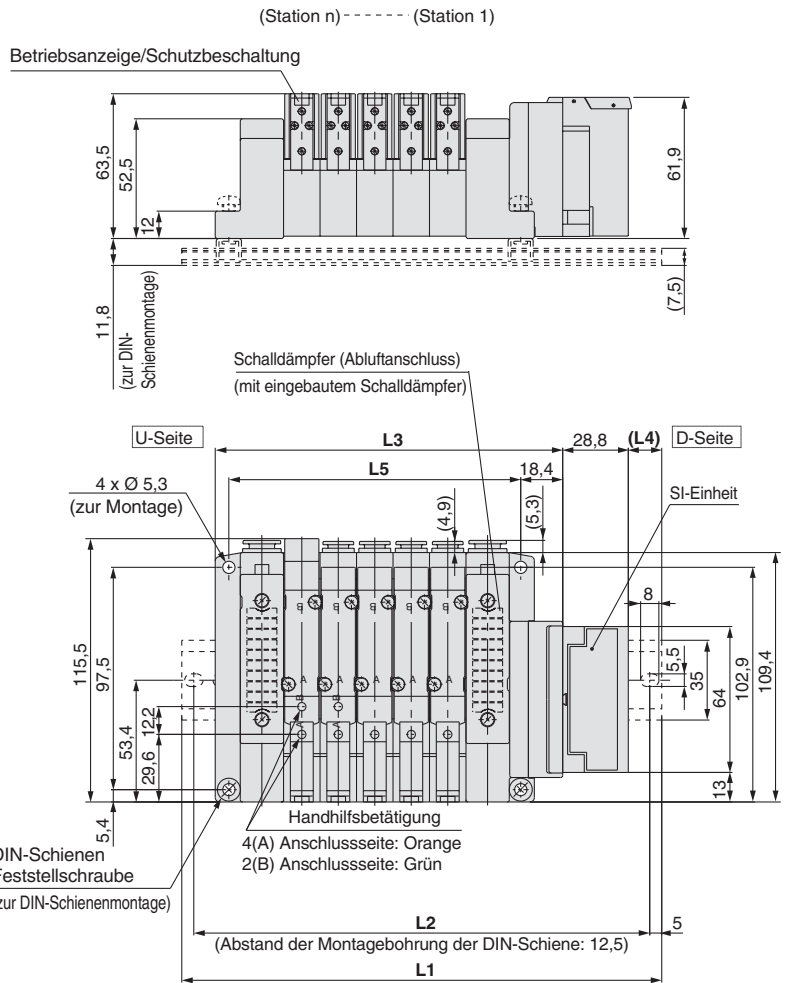 (Station n) - - - - - - (Station 1)
Betriebsanzeige/Schutzbeschaltung
63,5
52,5
12
61,9
11,8
(zur DIN-
Schienenmontage)
(7,5)
Schalldämpfer (Abluftanschluss)
(mit eingebautem Schalldämpfer)
U-Seite
L3
28,8
(L4)
D-Seite
L5
18,4
4 x Ø 5,3
(zur Montage)
(4,9)
(5,3)
SI-Einheit
8
5,5
35
64
102,9
109,4
13
115,5
97,5
53,4
12,2
29,6
5,4
B B B B B
A A A A A
B B
A A
Handhilfsbetätigung
4(A) Anschlussseite: Orange
2(B) Anschlussseite: Grün
DIN-Schienen
Feststellschraube
(zur DIN-Schienenmontage)
L2
5
(Abstand der Montagebohrung der DIN-Schiene: 12,5)
L1